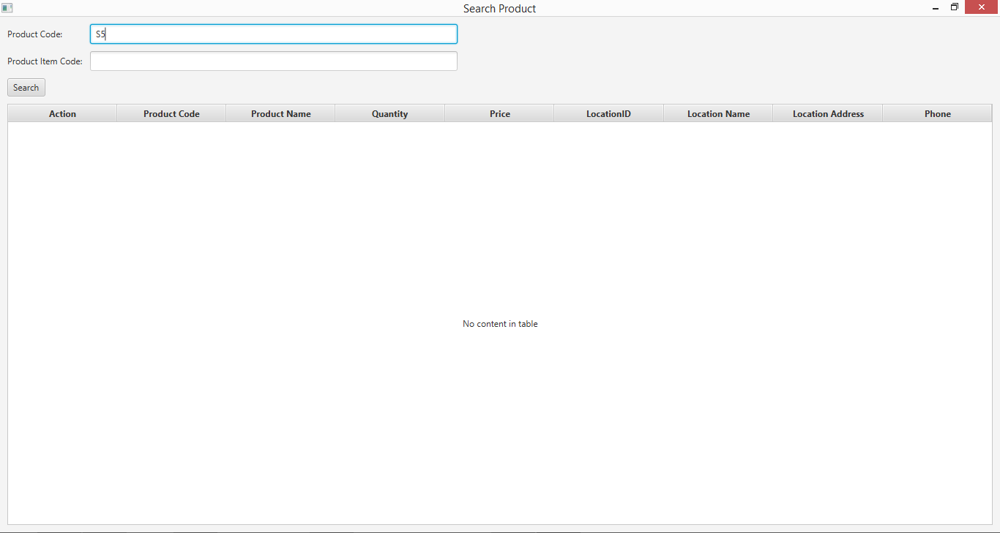 Search Product
Product Code: S5
Product Item Code:
Search
Action Product Code Product Name Quantity Price LocationID Location Name Location Address Phone
No content in table